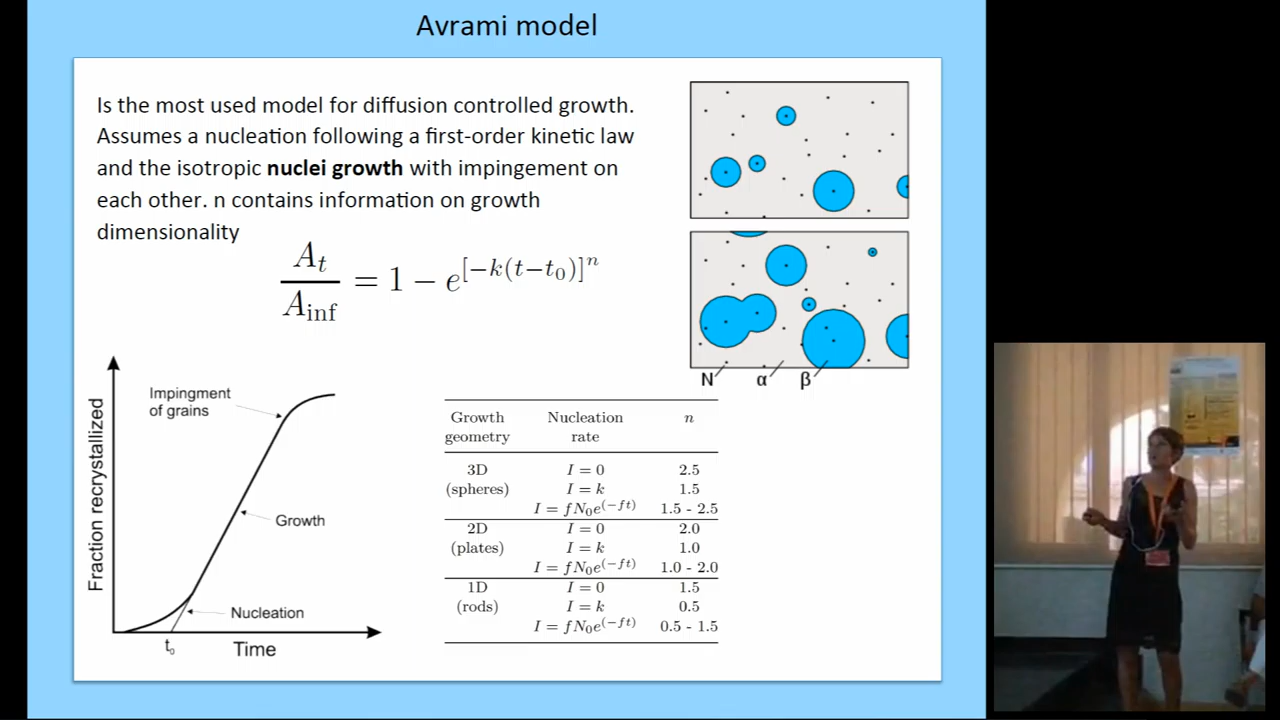 Avrami model
Is the most used model for diffusion controlled growth.
Assumes a nucleation following a first-order kinetic law
and the isotropic nuclei growth with impingement on
each other. n contains information on growth
dimensionality
A_t / A_inf = 1 − e^{[−k(t−t_0)]^n}
N α β
Impingment
of grains
Growth
Nucleation
Fraction recrystallized
t_0
Time
Growth geometry Nucleation rate n
3D I = 0 2.5
(spheres) I = k 1.5
I = fN_0e^(−ft) 1.5 - 2.5
2D I = 0 2.0
(plates) I = k 1.0
I = fN_0e^(−ft) 1.0 - 2.0
1D I = 0 1.5
(rods) I = k 0.5
I = fN_0e^(−ft) 0.5 - 1.5